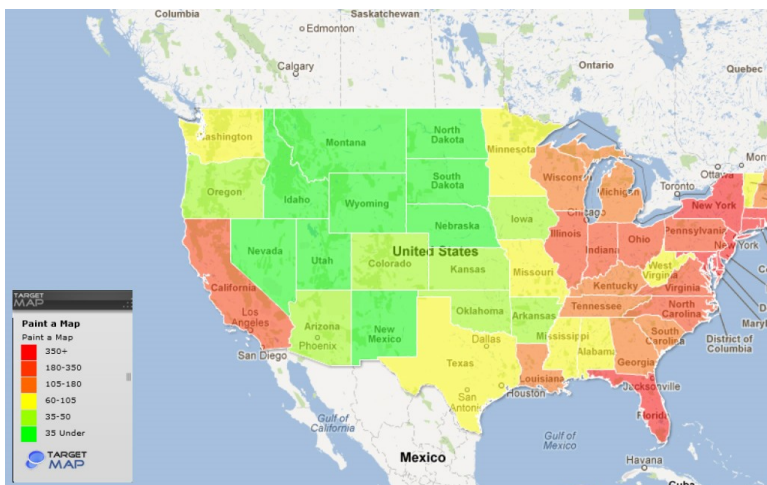 Columbia
Saskatchewan
Edmonton
Calgary
Ontario
Quebec
Washington
Montana
North
Dakota
Minnesota
Ottawa
Oregon
Idaho
South
Dakota
Wisconsin
Michigan
Toronto
New York
Wyoming
Iowa
Chicago
Nebraska
Illinois
Indiana
Ohio
Pennsylvania
New York
Nevada
Utah
Colorado
United States
Kansas
Missouri
West
Virginia
Virginia
Kentucky
California
Los
Angeles
Arizona
Phoenix
New
Mexico
Oklahoma
Arkansas
Tennessee
North
Carolina
District of
Columbia
San Diego
Texas
Dallas
Mississippi
Alabama
South
Carolina
Georgia
San
Antonio
Houston
Louisiana
Jacksonville
Florida
Gulf of
California
Mexico
Gulf of
Mexico
Havana
Cuba
TARGET
MAP
Paint a Map
Paint a Map
350+
180-350
105-180
60-105
35-50
35 Under
TARGET
MAP